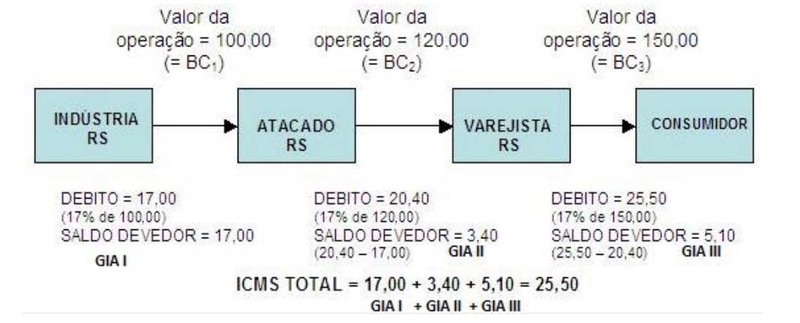 Valor da
operação = 100,00
(= BC₁)
Valor da
operação = 120,00
(= BC₂)
Valor da
operação = 150,00
(= BC₃)
INDÚSTRIA
RS
ATACADO
RS
VAREJISTA
RS
CONSUMIDOR
DEBITO = 17,00
(17% de 100,00)
SALDO DEVEDOR = 17,00
GIA I
DEBITO = 20,40
(17% de 120,00)
SALDO DEVEDOR = 3,40
(20,40 – 17,00) GIA II
DEBITO = 25,50
(17% de 150,00)
SALDO DEVEDOR = 5,10
(25,50 – 20,40) GIA III
ICMS TOTAL = 17,00 + 3,40 + 5,10 = 25,50
GIA I + GIA II + GIA III